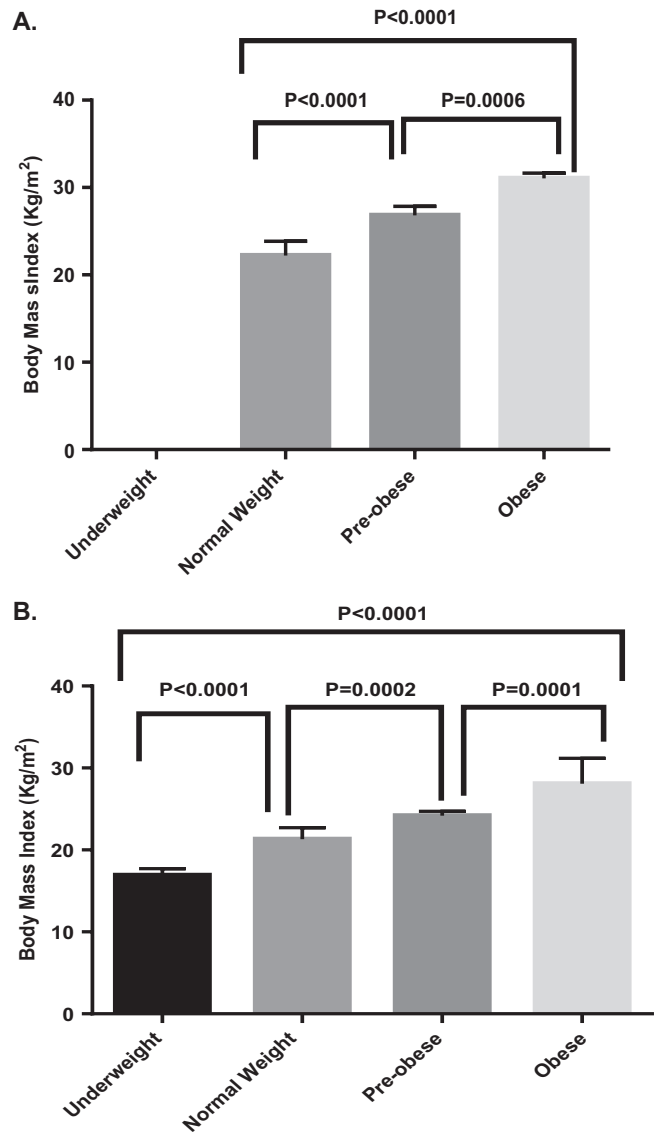 A.
P<0.0001
P<0.0001 P=0.0006
40
30
20
10
0
Body Mas sIndex (Kg/m²)
Underweight
Normal Weight
Pre-obese
Obese
B.
P<0.0001
P<0.0001 P=0.0002 P=0.0001
40
30
20
10
0
Body Mass Index (Kg/m²)
Underweight
Normal Weight
Pre-obese
Obese